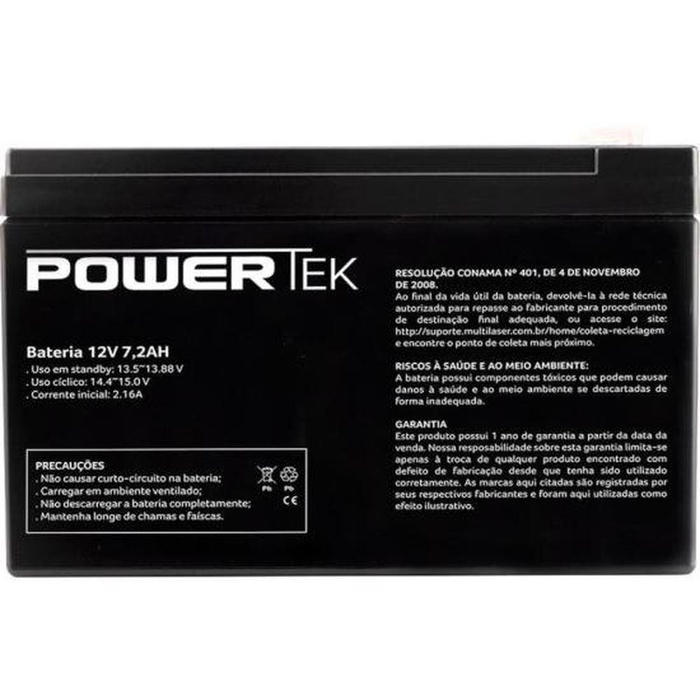 POWERTEK
Bateria 12V 7,2AH
. Uso em standby: 13.5~13.88 V
. Uso cíclico: 14.4~15.0 V
. Corrente inicial: 2.16A
PRECAUÇÕES
. Não causar curto-circuito na bateria;
. Carregar em ambiente ventilado;
. Não descarregar a bateria completamente;
. Mantenha longe de chamas e faíscas.
Pb Pb
CE
RESOLUÇÃO CONAMA Nº 401, DE 4 DE NOVEMBRO
DE 2008.
Ao final da vida útil da bateria, devolvê-la à rede técnica
autorizada para repasse ao fabricante para procedimento
de destinação final adequada, ou acesse o site:
http://suporte.multilaser.com.br/home/coleta-reciclagem
e encontre o ponto de coleta mais próximo.
RISCOS À SAÚDE E AO MEIO AMBIENTE:
A bateria possui componentes tóxicos que podem causar
danos à saúde e ao meio ambiente se descartadas de
forma inadequada.
GARANTIA
Este produto possui 1 ano de garantia a partir da data da
venda. Nossa responsabilidade sobre esta garantia limita-se
apenas à troca de qualquer produto encontrado com
defeito de fabricação desde que tenha sido utilizado
corretamente. As marcas aqui citadas são registradas por
seus respectivos fabricantes e foram aqui utilizadas como
efeito ilustrativo.